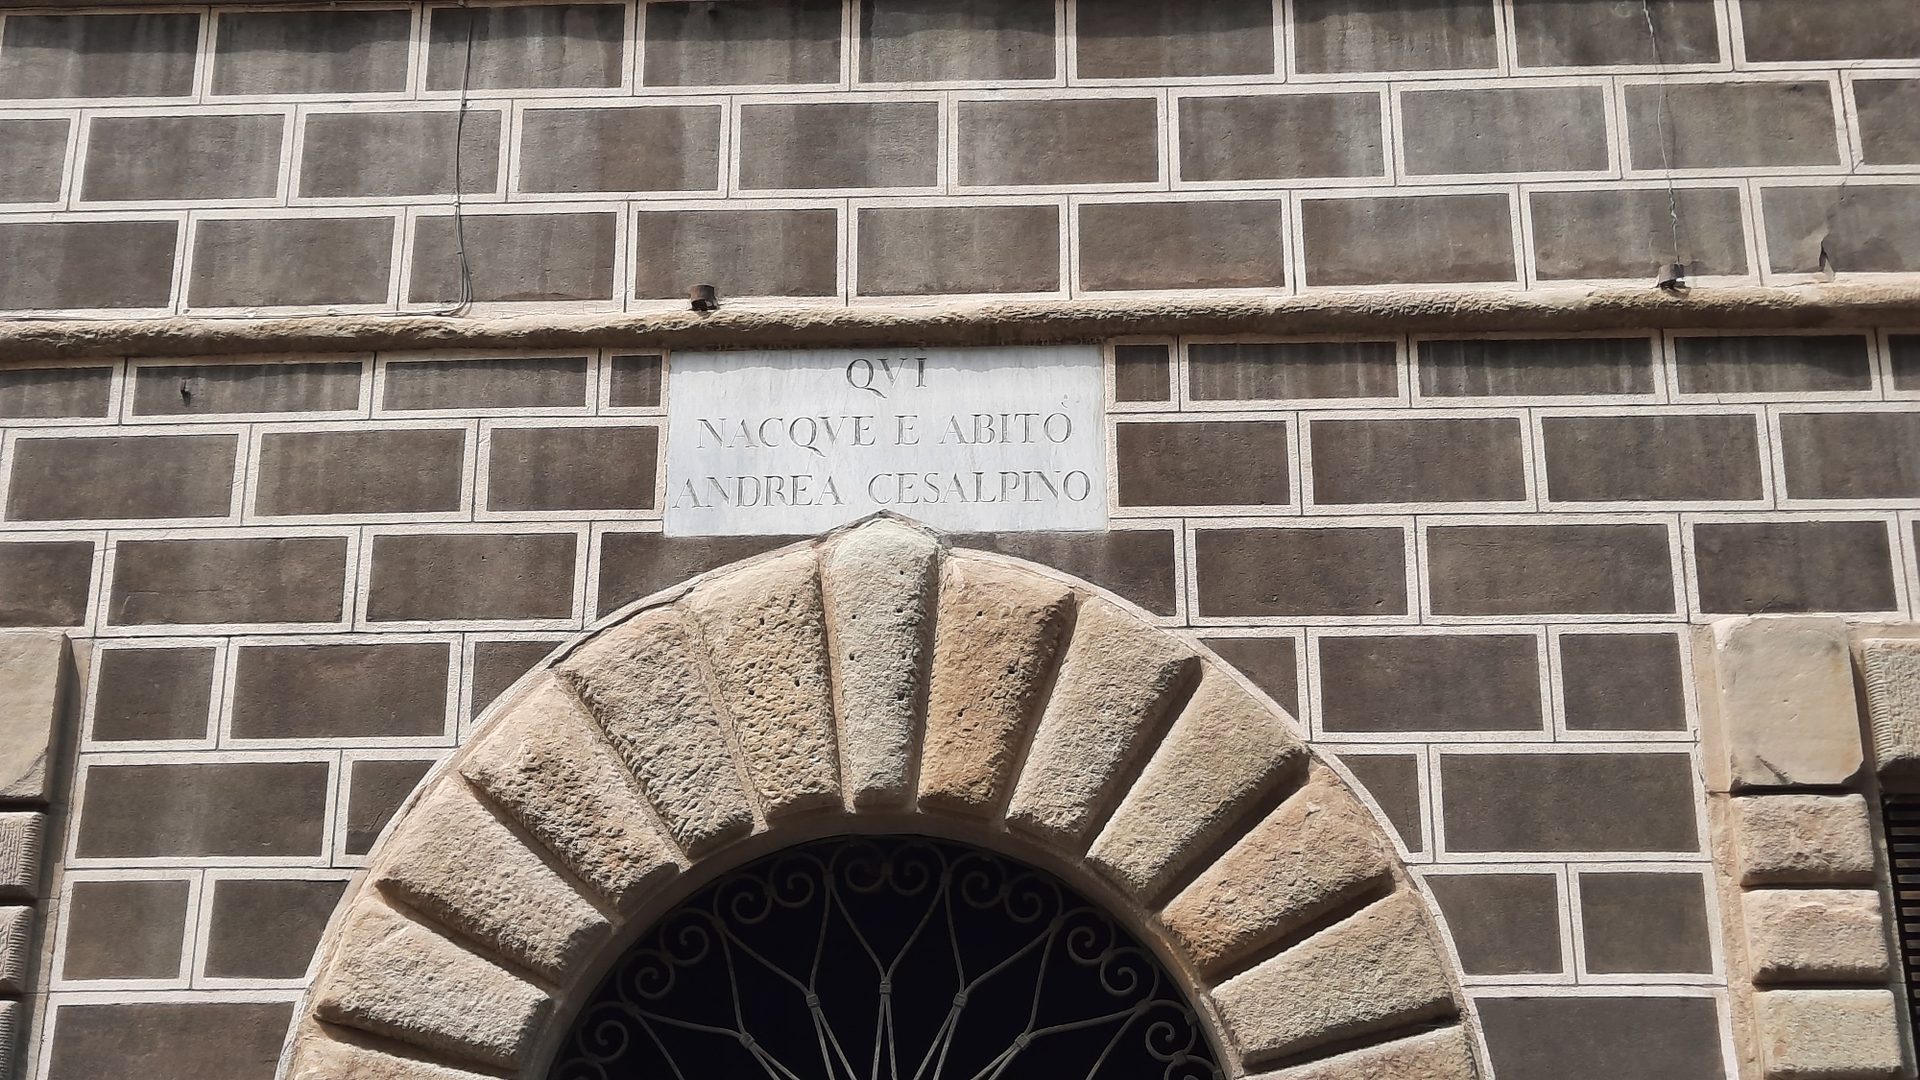 QVI
NACQVE E ABITÒ
ANDREA CESALPINO